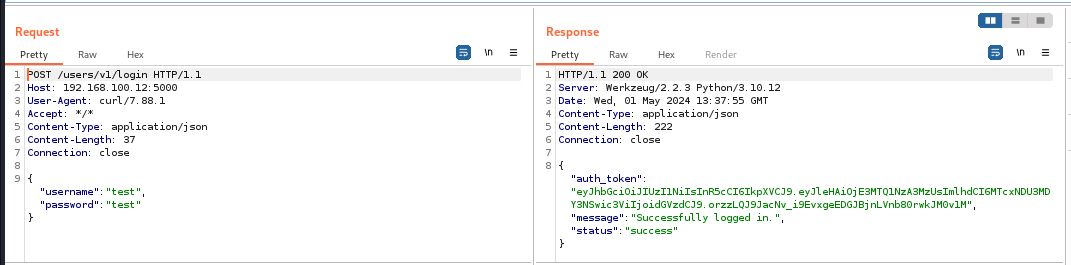 Request
Pretty Raw Hex
\n
1 POST /users/v1/login HTTP/1.1
2 Host: 192.168.100.12:5000
3 User-Agent: curl/7.88.1
4 Accept: */*
5 Content-Type: application/json
6 Content-Length: 37
7 Connection: close
8
9 {
"username":"test",
"password":"test"
}
Response
Pretty Raw Hex Render
\n
1 HTTP/1.1 200 OK
2 Server: Werkzeug/2.2.3 Python/3.10.12
3 Date: Wed, 01 May 2024 13:37:55 GMT
4 Content-Type: application/json
5 Content-Length: 222
6 Connection: close
7
8 {
"auth_token":
"eyJhbGciOiJIUzI1NiIsInR5cCI6IkpXVCJ9.eyJleHAiOjE3MTQ1NzA3MzUsImlhdCI6MTcxNDU3MD
Y3NSwic3ViIjoidGVzdCJ9.orzzLQJ9JacNv_i9EvxgeEDGJBjnLVnb80rwkJM0v1M",
"message":"Successfully logged in.",
"status":"success"
}